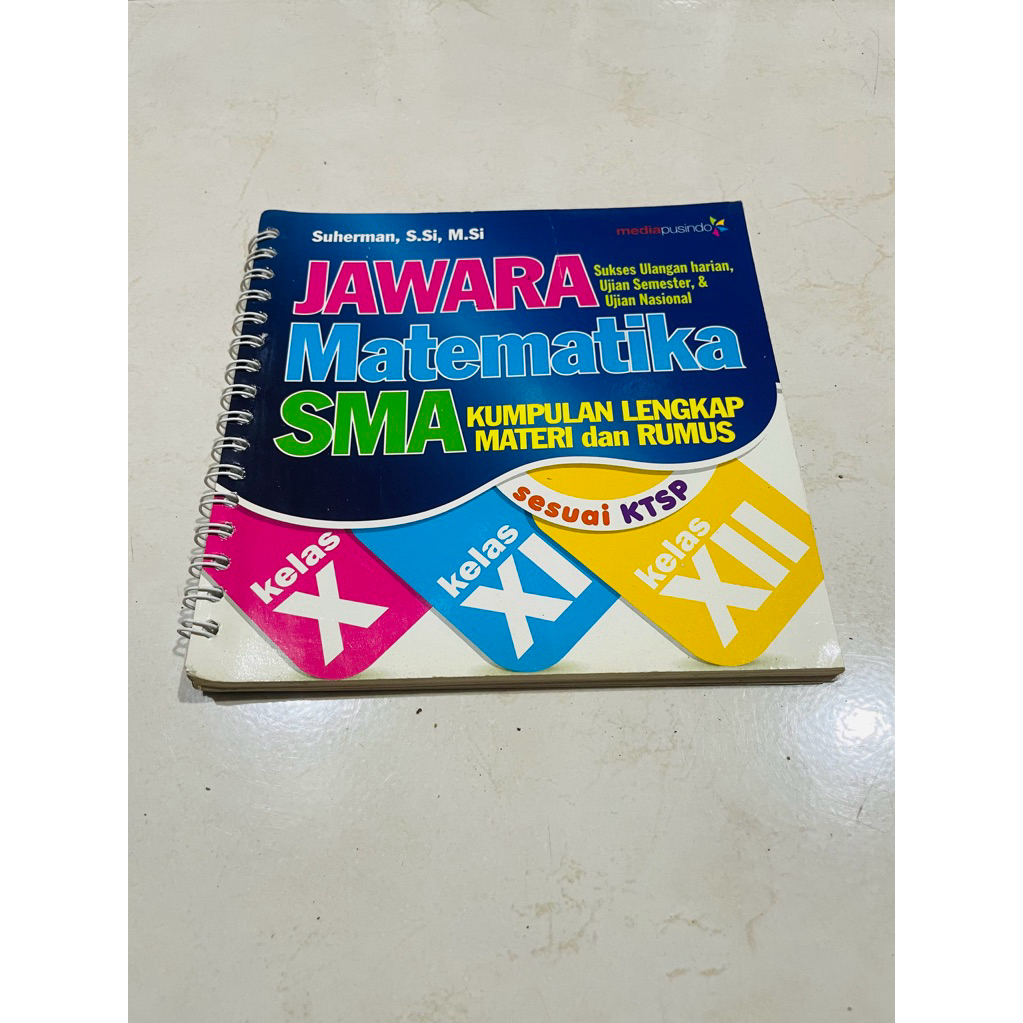 Suherman, S.Si, M.Si
mediapusindo
JAWARA
Sukses Ulangan harian,
Ujian Semester, &
Ujian Nasional
Matematika
SMA
KUMPULAN LENGKAP
MATERI dan RUMUS
sesuai KTSP
kelas
X
kelas
XI
kelas
XII